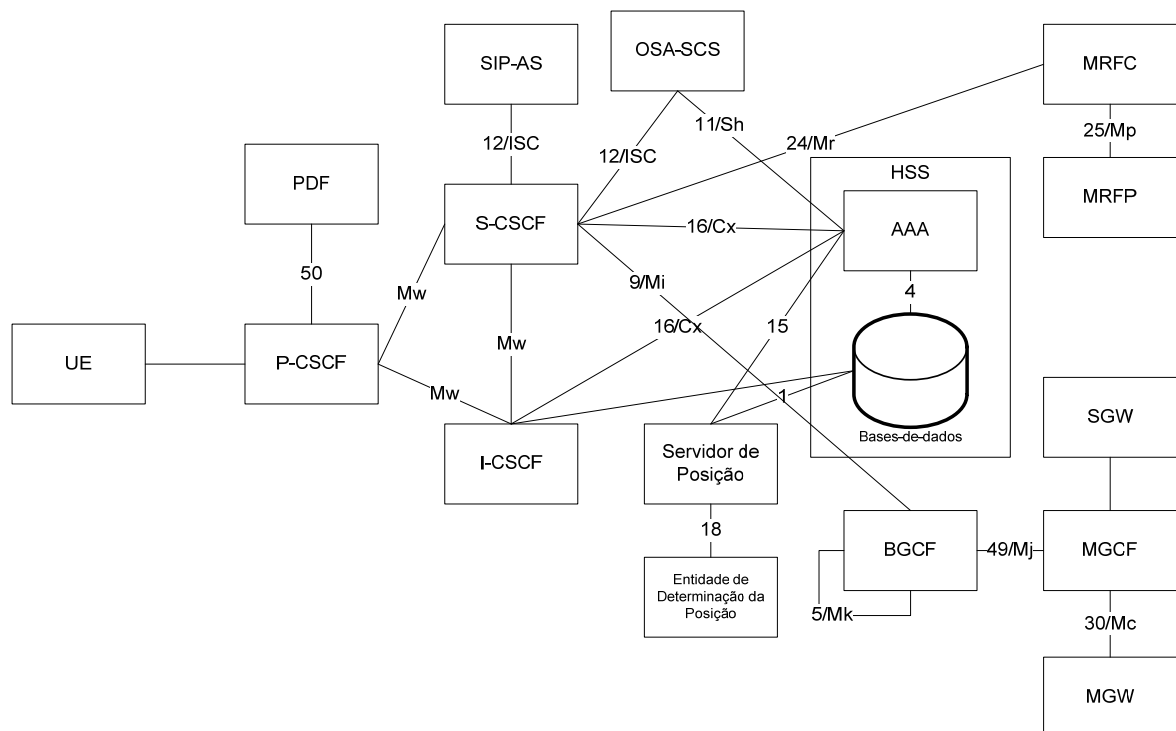 OSA-SCS
SIP-AS
MRFC
11/Sh
25/Mp
12/ISC
24/Mr
12/ISC
HSS
PDF
MRFP
S-CSCF
16/Cx
AAA
50
9/Mi
4
Mw
16/Cx
15
Mw
UE
P-CSCF
Mw
1
SGW
Bases-de-dados
I-CSCF
Servidor de
Posição
18
BGCF
49/Mj
MGCF
Entidade de
Determinação da
Posição
5/Mk
30/Mc
MGW